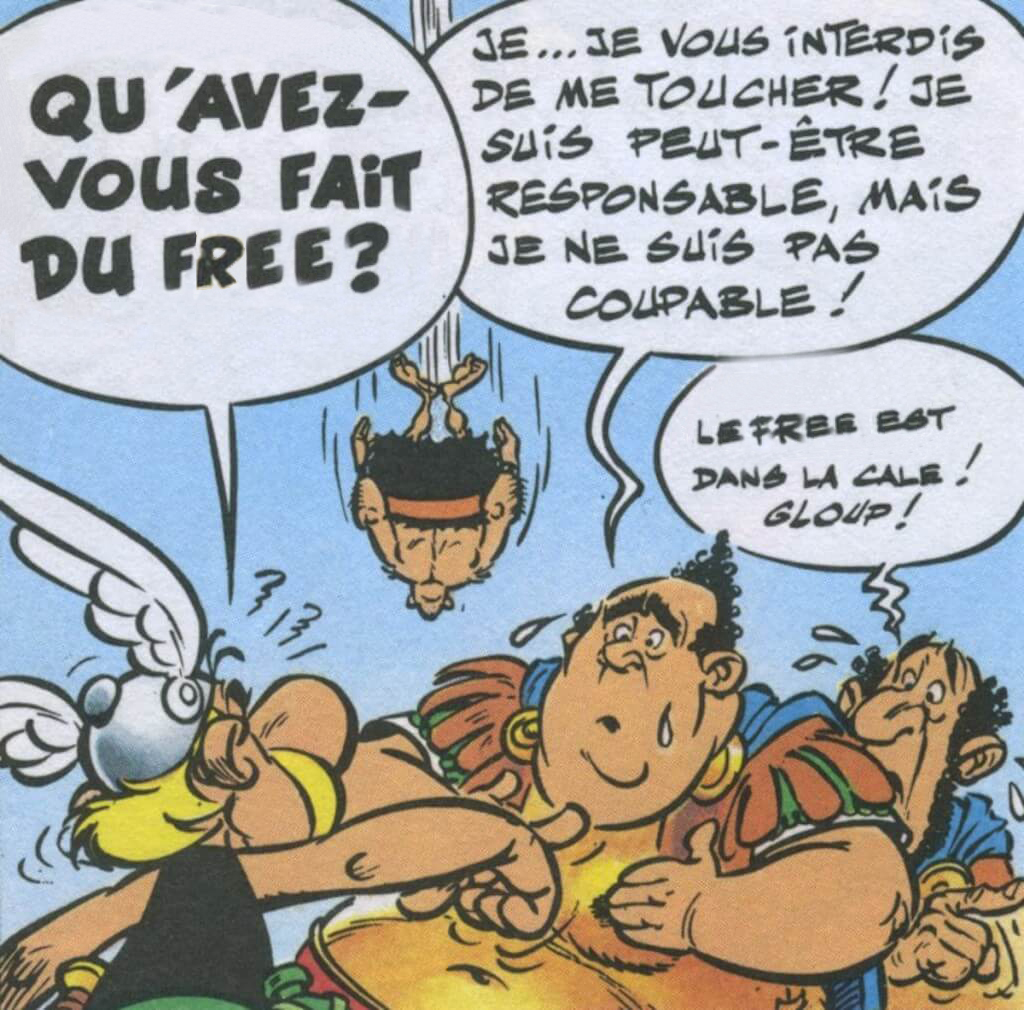 QU'AVEZ-
VOUS FAiT
DU FREE?
JE...JE VOUS iNTERDiS
DE ME TOUCHER! JE
SUiS PEUT-ÊTRE
RESPONSABLE, MAiS
JE NE SUiS PAS
COUPABLE!
LE FREE EST
DANS LA CALE!
GLOUP!